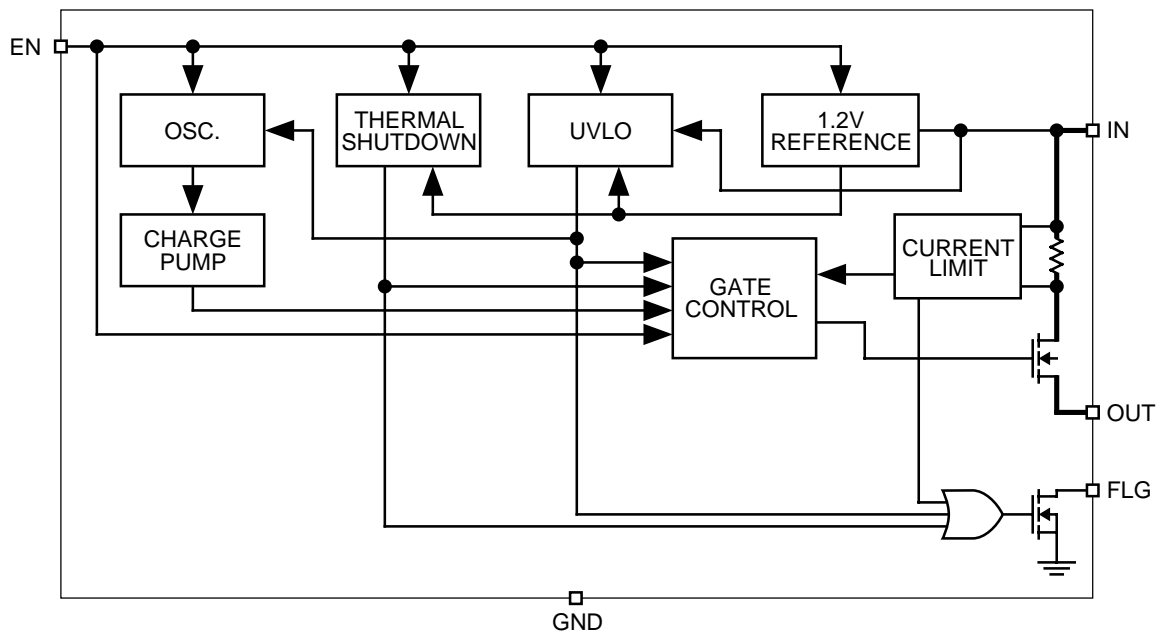 EN
OSC.
THERMAL
SHUTDOWN
UVLO
1.2V
REFERENCE
IN
CHARGE
PUMP
GATE
CONTROL
CURRENT
LIMIT
OUT
FLG
GND